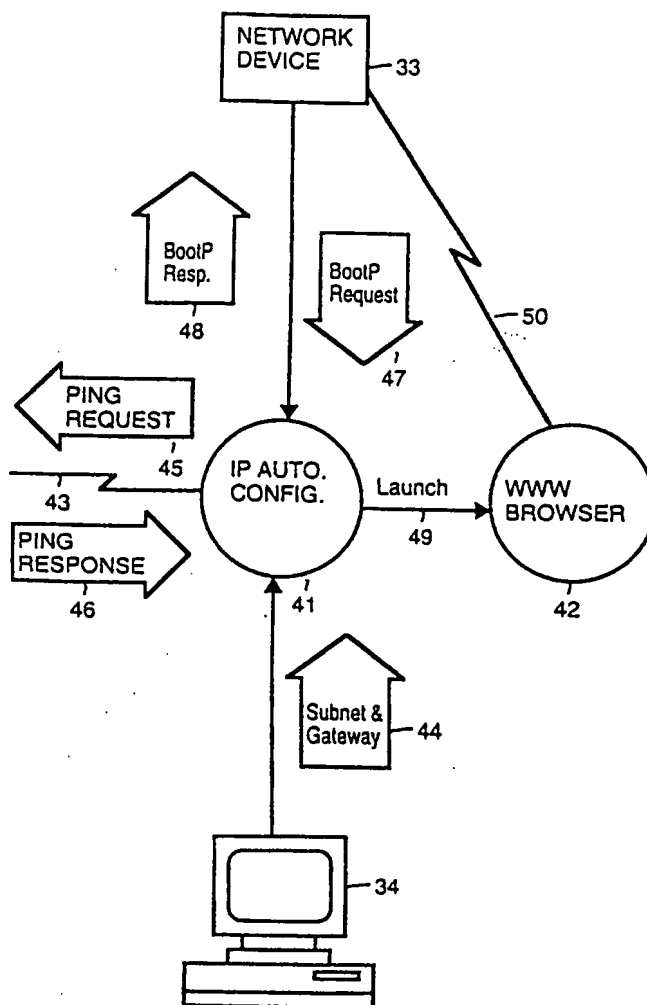 NETWORK
DEVICE
33
BootP
Resp.
48
BootP
Request
47
50
PING
REQUEST
45
43
IP AUTO.
CONFIG.
41
Launch
49
WWW
BROWSER
42
PING
RESPONSE
46
Subnet &
Gateway
44
34